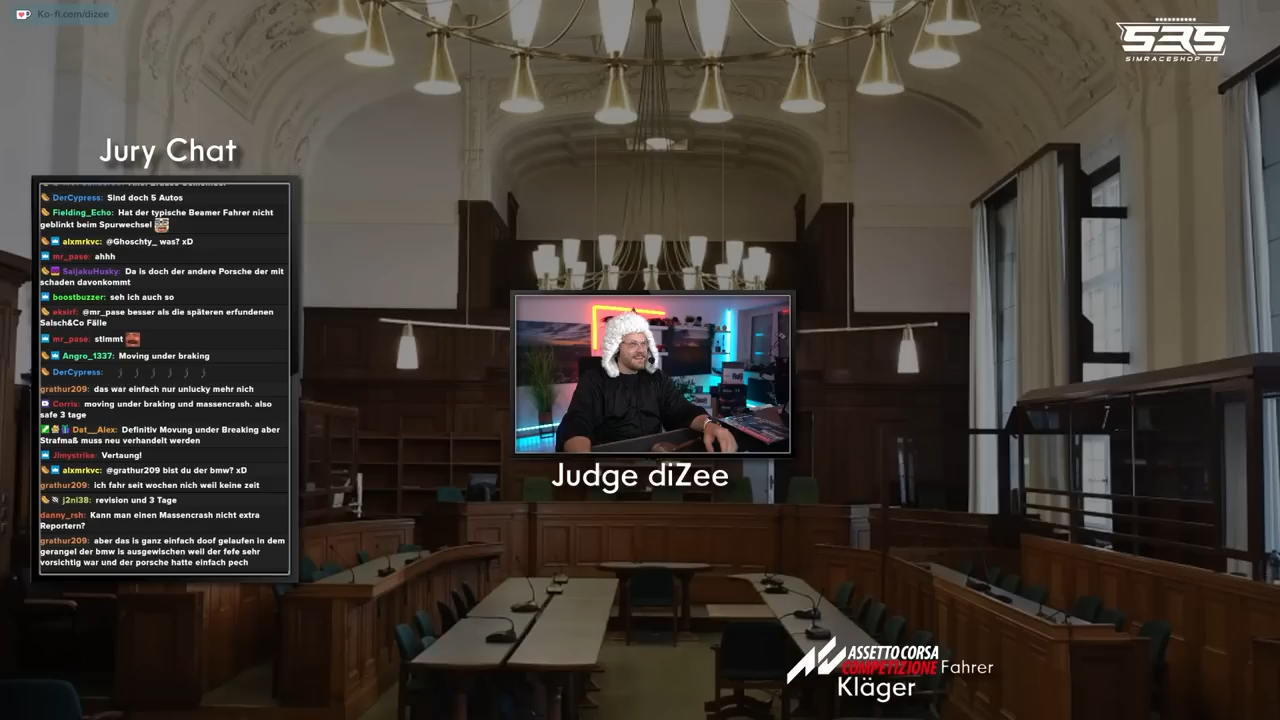 Ko-fi.com/dizee
S3S
SIMRACESHOP.DE
Jury Chat
DerCypress: Sind doch 5 Autos
Fielding_Echo: Hat der typische Beamer Fahrer nicht
geblinkt beim Spurwechsel
alxmrkvc: @Ghoschty_ was? xD
mr_pase: ahhh
SaijakuHusky: Da is doch der andere Porsche der mit
schaden davonkommt
boostbuzzer: seh ich auch so
eksirf: @mr_pase besser als die späteren erfundenen
Salsch&Co Fälle
mr_pase: stimmt
Angro_1337: Moving under braking
DerCypress:
grathur209: das war einfach nur unlucky mehr nich
Corris: moving under braking und massencrash. also
safe 3 tage
Dat__Alex: Definitiv Movung under Breaking aber
Strafmaß muss neu verhandelt werden
Jimystrike: Vertaung!
alxmrkvc: @grathur209 bist du der bmw? xD
grathur209: ich fahr seit wochen nich weil keine zeit
j2ni38: revision und 3 Tage
danny_rsh: Kann man einen Massencrash nicht extra
Reportern?
grathur209: aber das is ganz einfach doof gelaufen in dem
gerangel der bmw is ausgewischen weil der fefe sehr
vorsichtig war und der porsche hatte einfach pech
Judge diZee
ASSETTO CORSA
COMPETIZIONE Fahrer
Kläger